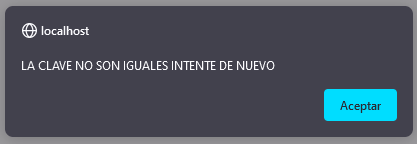 localhost
LA CLAVE NO SON IGUALES INTENTE DE NUEVO
Aceptar